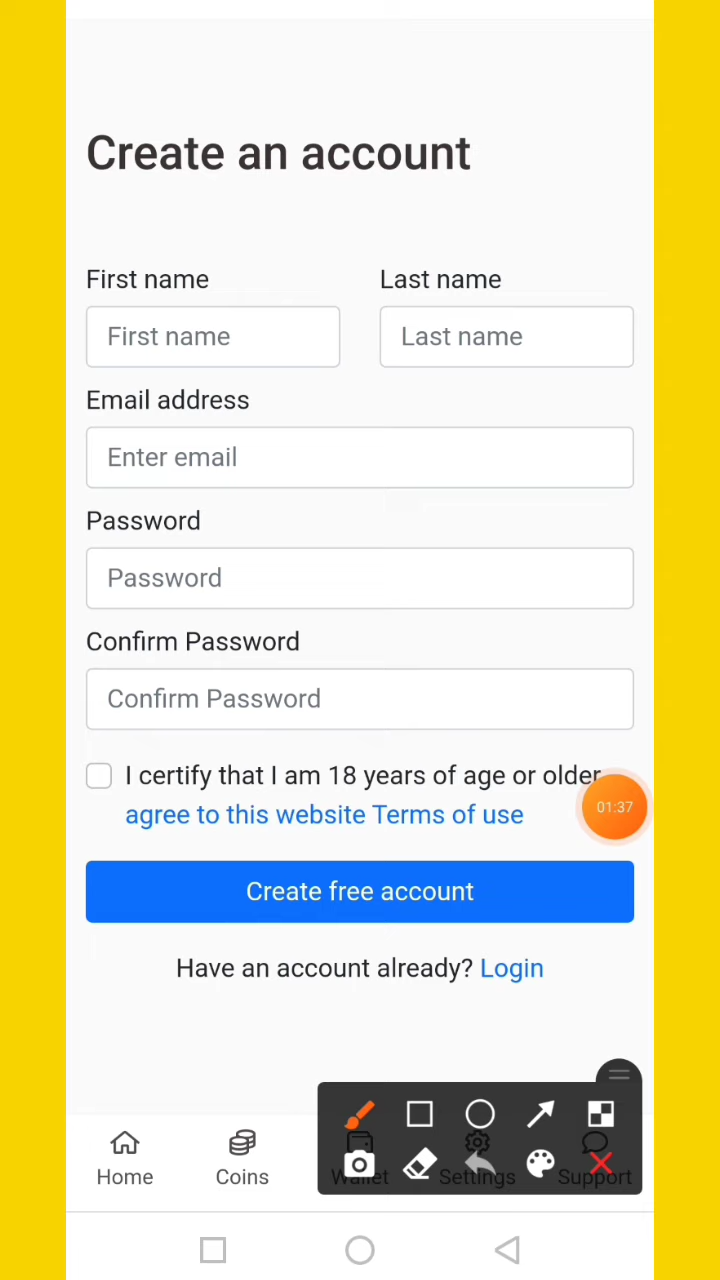 Create an account
First name Last name
First name Last name
Email address
Enter email
Password
Password
Confirm Password
Confirm Password
I certify that I am 18 years of age or older
agree to this website Terms of use
01:37
Create free account
Have an account already? Login
Home Coins Wallet Settings Support